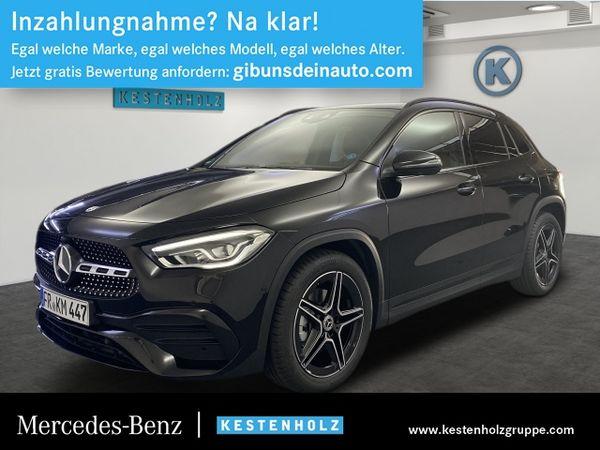 Inzahlungnahme? Na klar!
Egal welche Marke, egal welches Modell, egal welches Alter.
Jetzt gratis Bewertung anfordern: gibunsdeinauto.com
KESTENHOLZ
K
FR KM 447
Mercedes-Benz KESTENHOLZ
www.kestenholzgruppe.com